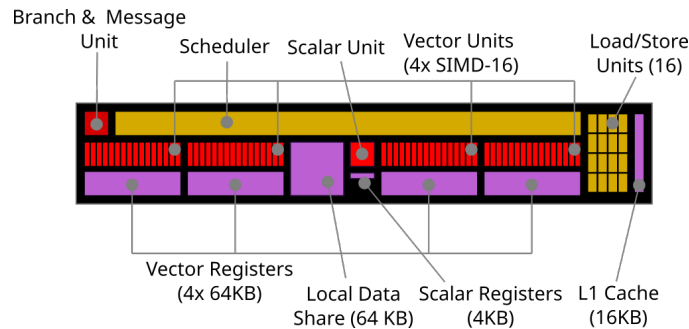 Branch & Message
Unit
Scheduler
Scalar Unit
Vector Units
(4x SIMD-16)
Load/Store
Units (16)
Vector Registers
(4x 64KB)
Local Data
Share (64 KB)
Scalar Registers
(4KB)
L1 Cache
(16KB)